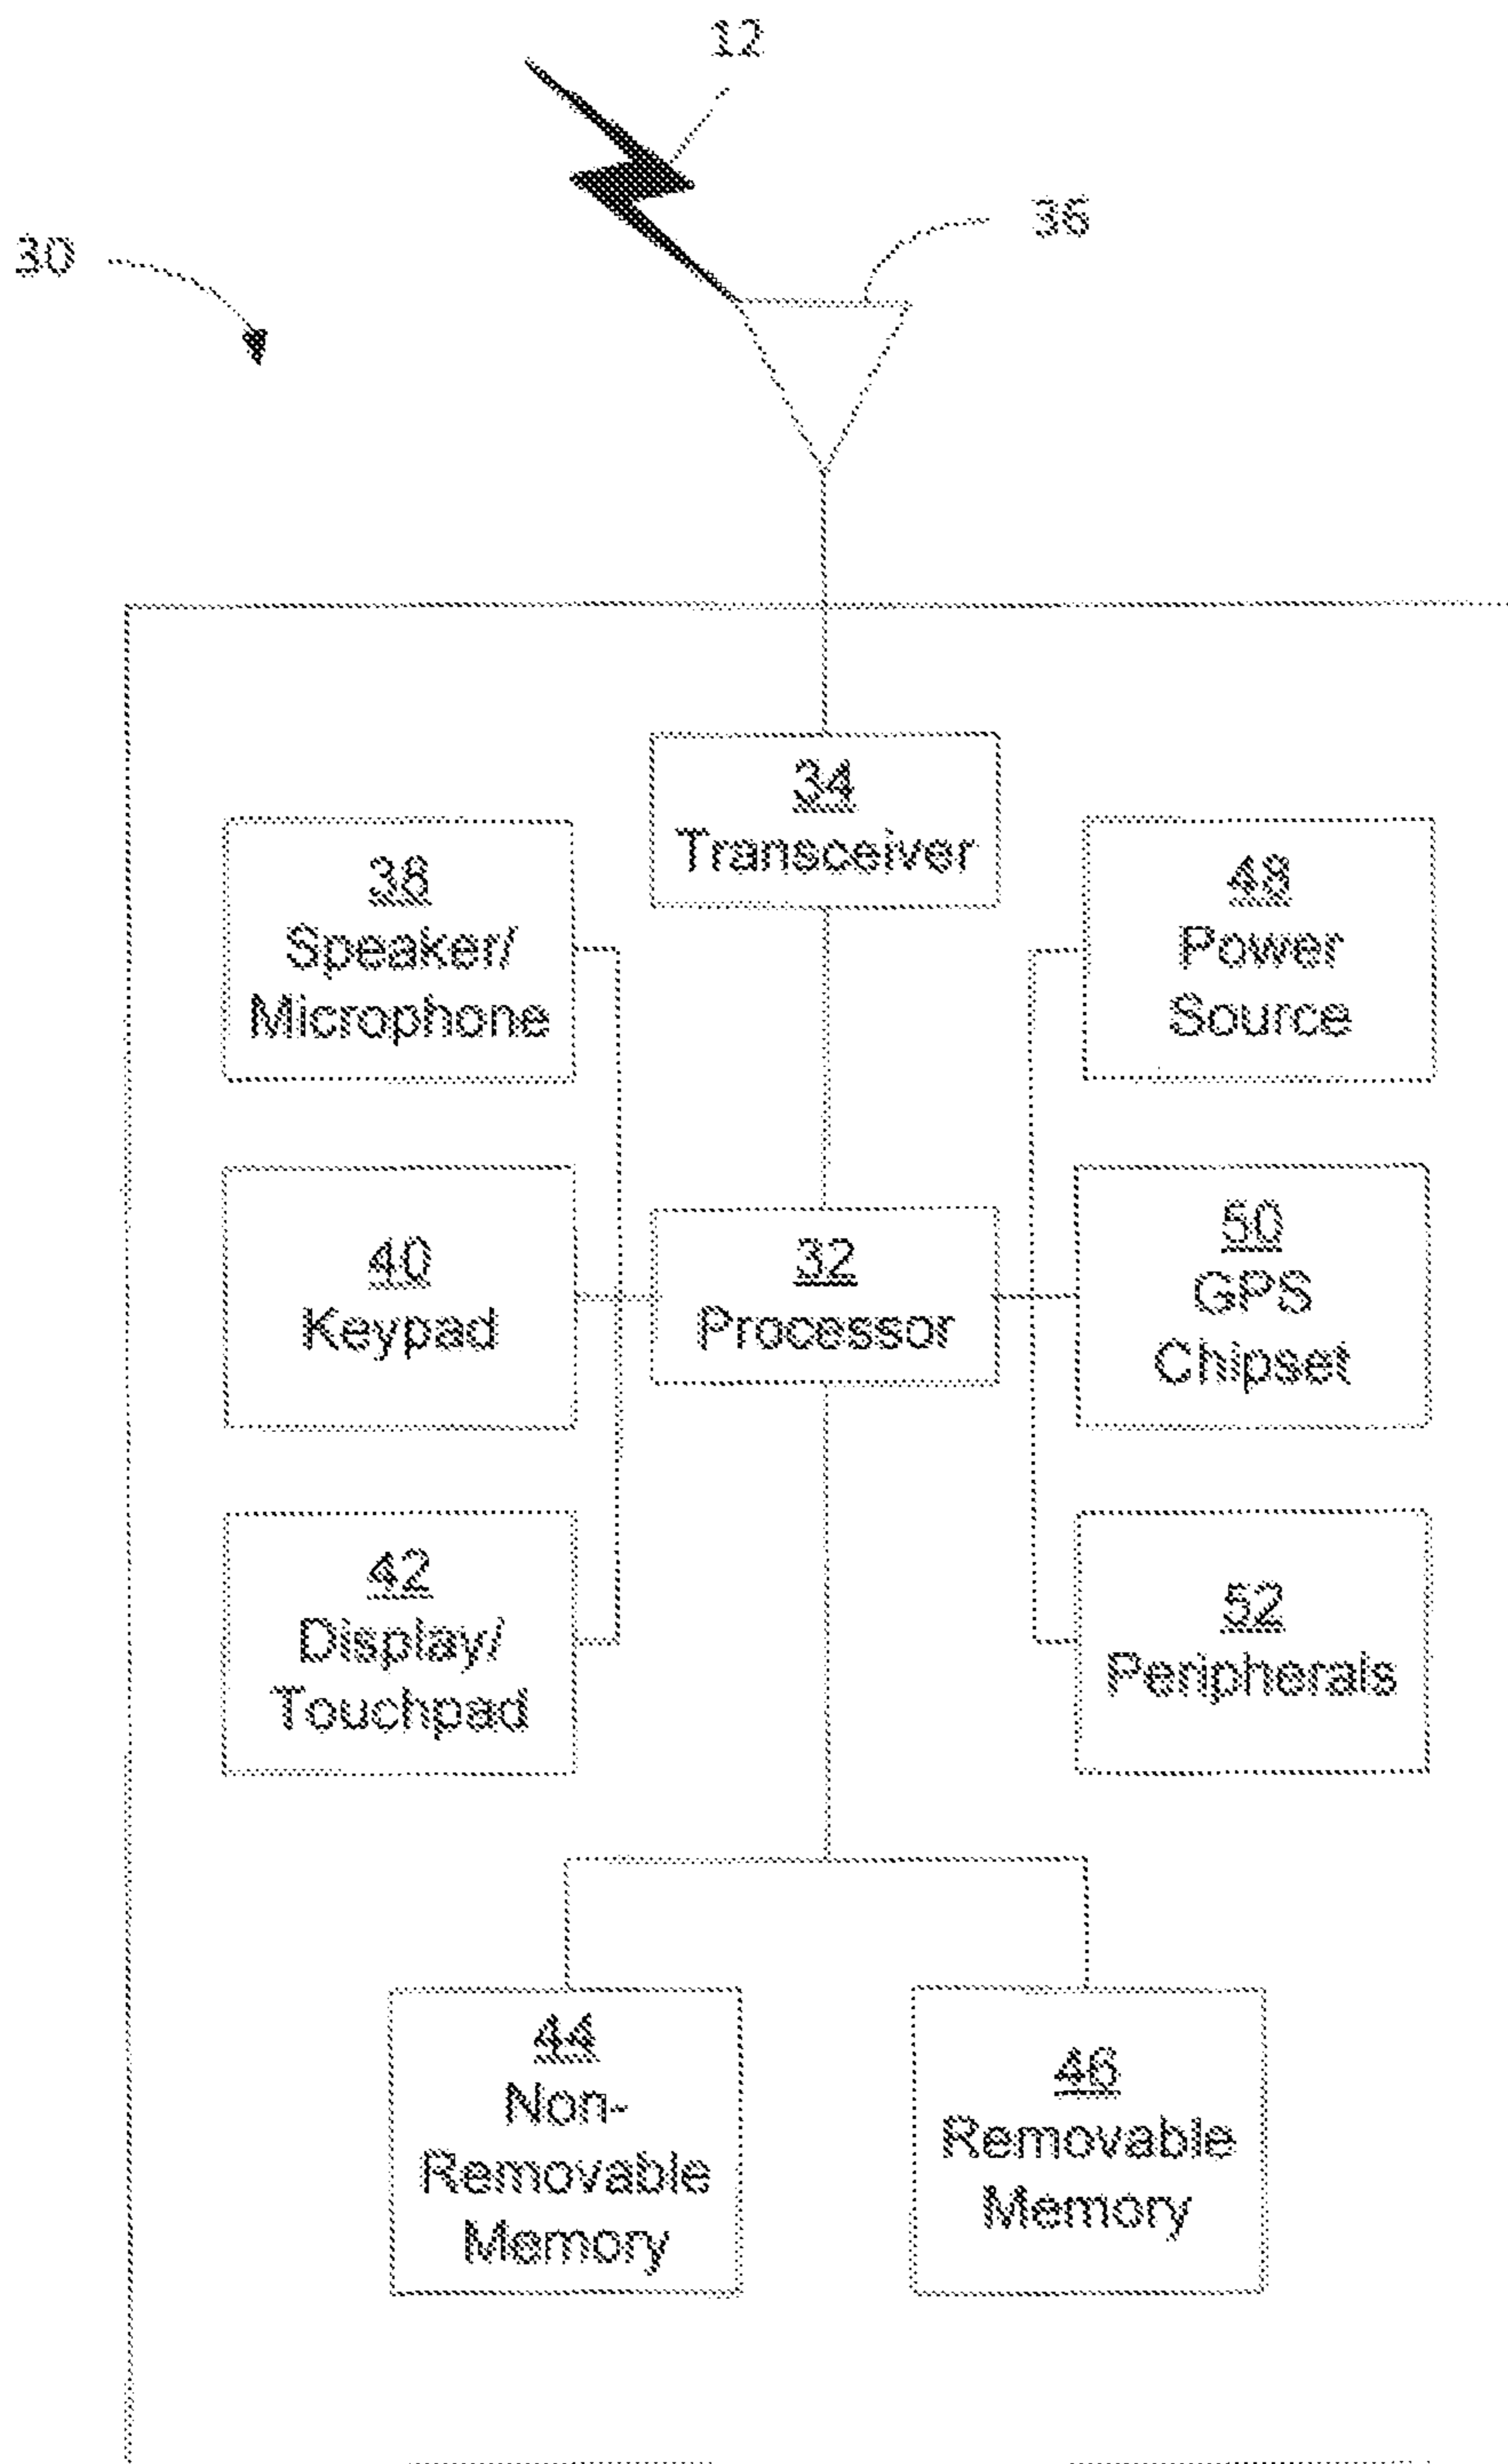 12
36
30
34
Transceiver
38
Speaker/
Microphone
48
Power
Source
40
Keypad
32
Processor
50
GPS
Chipset
42
Display/
Touchpad
52
Peripherals
44
Non-
Removable
Memory
46
Removable
Memory